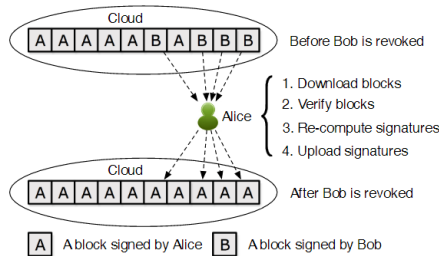 Cloud
A A A A A B A B B B
Before Bob is revoked
1. Download blocks
2. Verify blocks
Alice
3. Re-compute signatures
4. Upload signatures
Cloud
A A A A A A A A A A
After Bob is revoked
A A block signed by Alice B A block signed by Bob